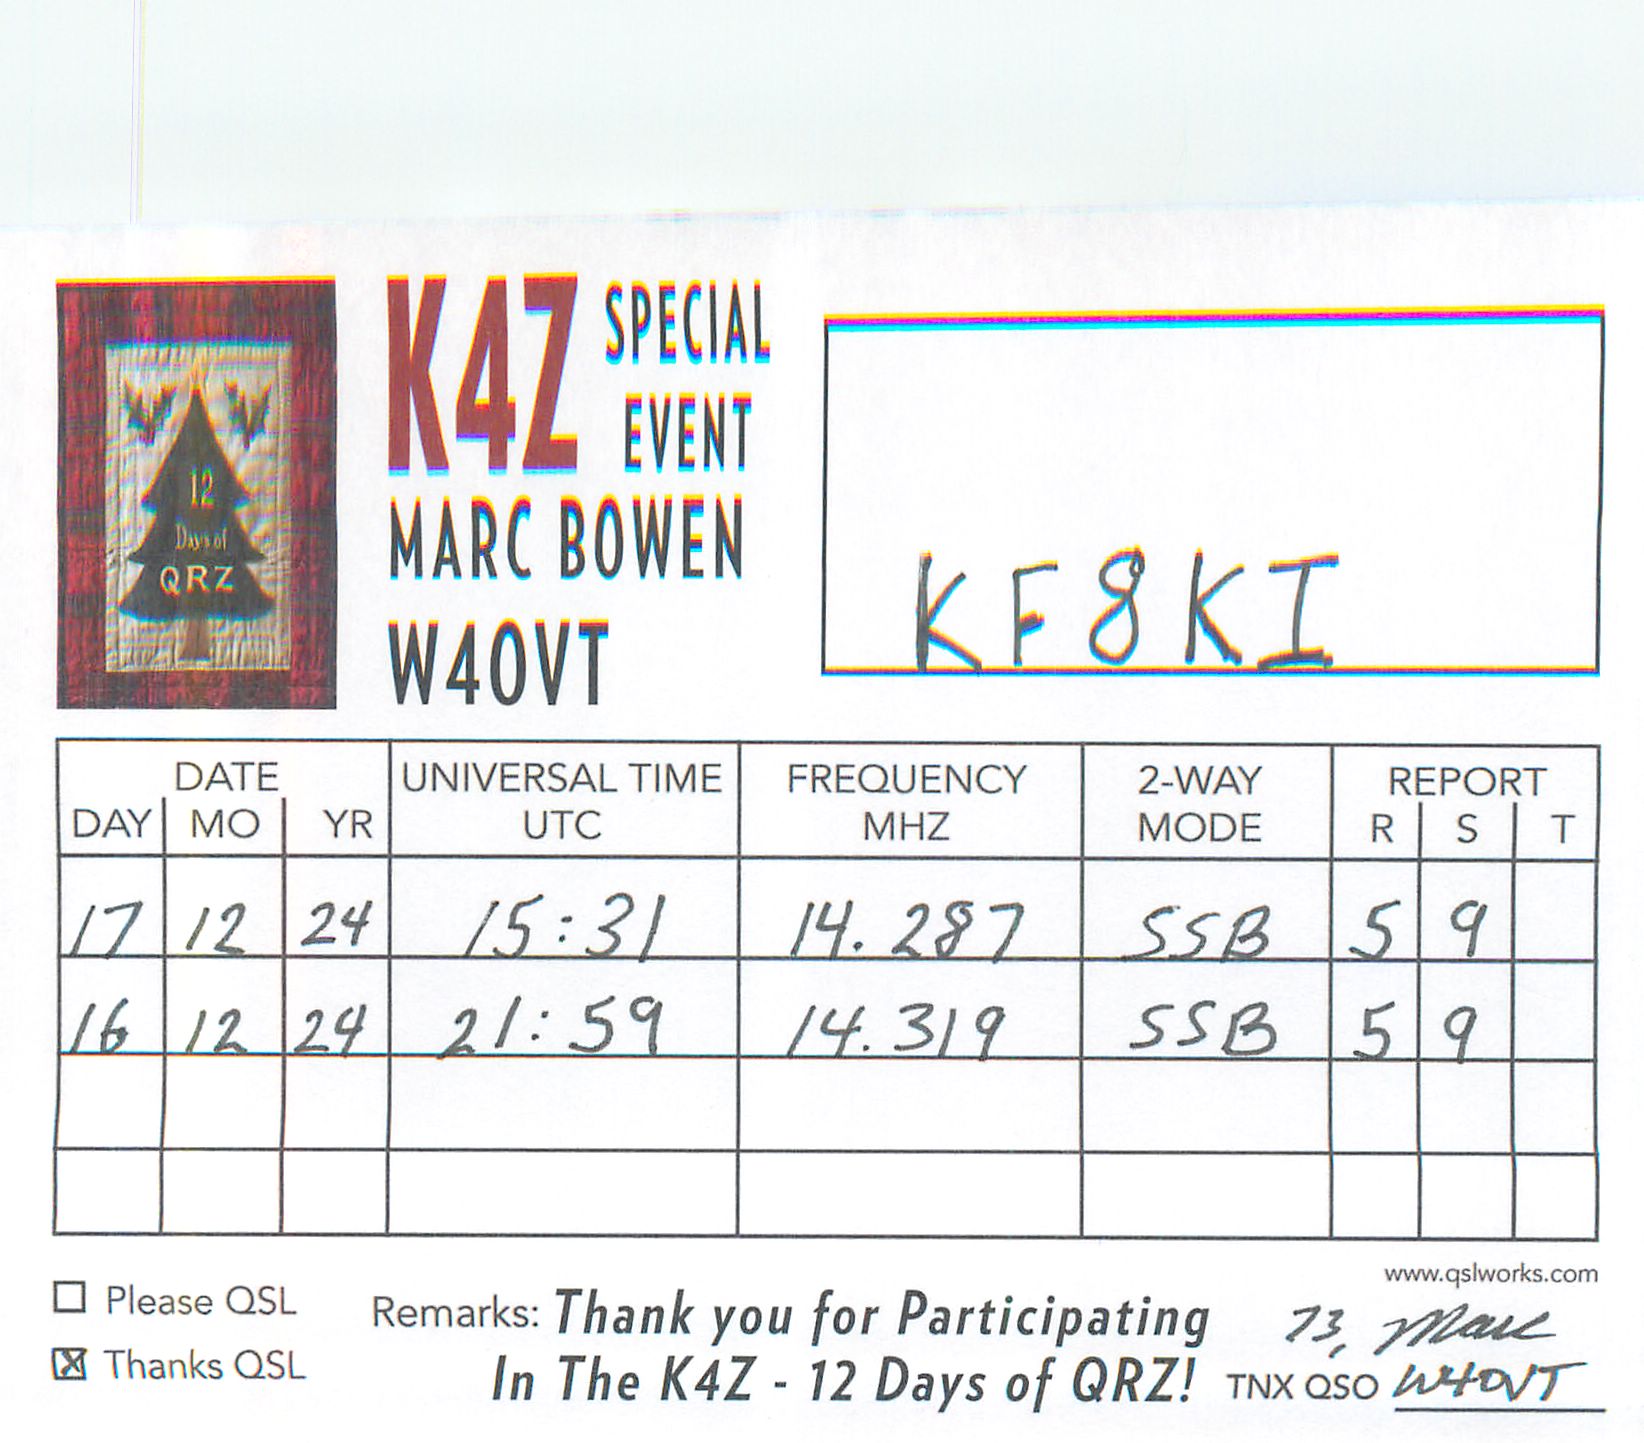 12
Days of
QRZ
K4Z SPECIAL
EVENT
MARC BOWEN
W4OVT
KF8KI
DATE UNIVERSAL TIME FREQUENCY 2-WAY REPORT
DAY MO YR UTC MHZ MODE R S T
17 12 24 15:31 14.287 SSB 5 9
16 12 24 21:59 14.319 SSB 5 9
www.qslworks.com
Please QSL
Thanks QSL
Remarks: Thank you for Participating
In The K4Z - 12 Days of QRZ!
73, Marc
TNX QSO W4OVT